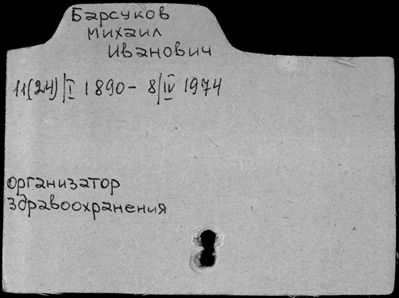 Барсуков
Михаил
Иванович
11(24)/I 1890 - 8/IV 1974
организатор
здравоохранения